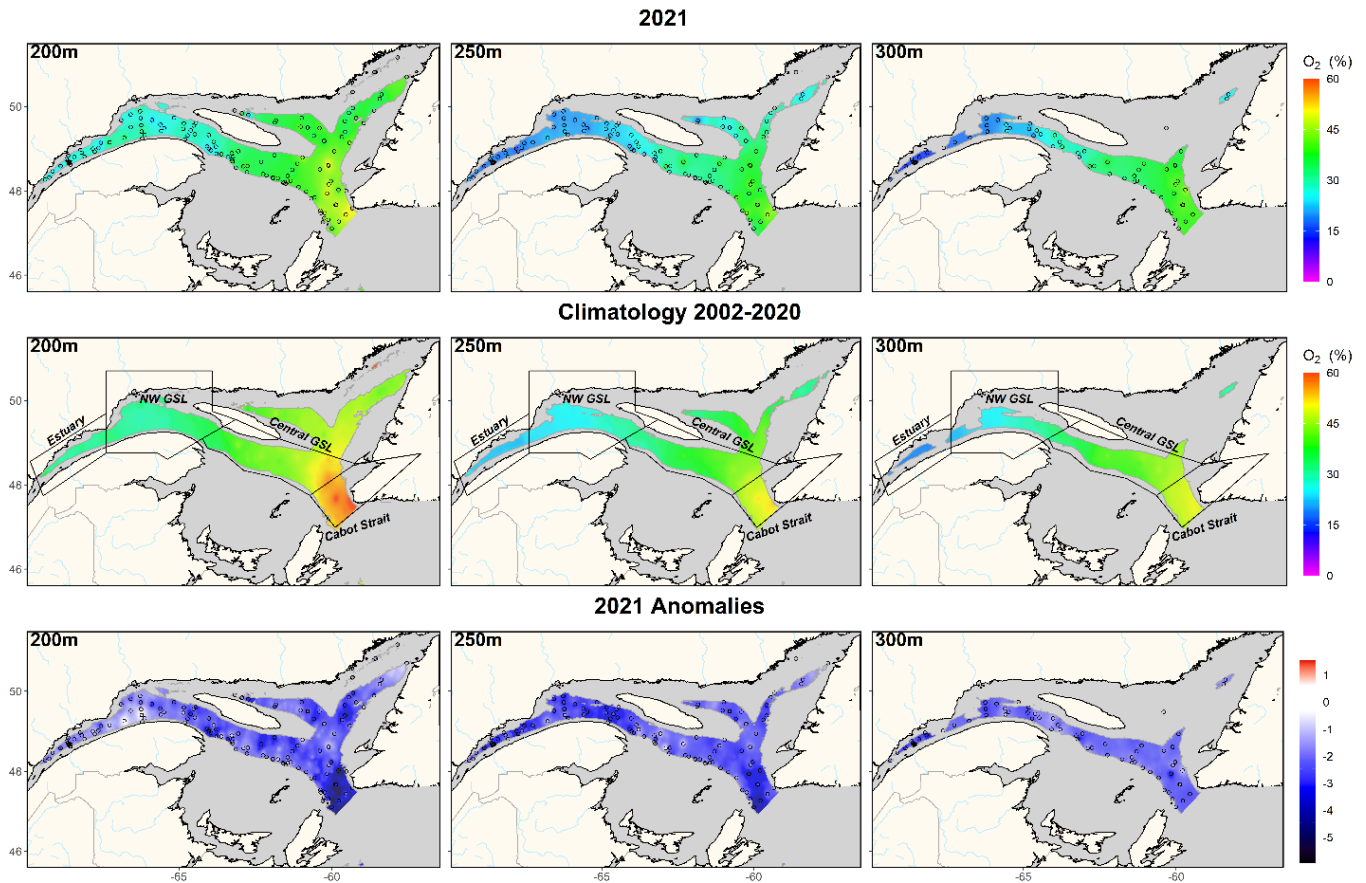 2021
200m
250m
300m
O₂ (%)
60
45
30
15
0
50
48
46
Climatology 2002-2020
200m
250m
300m
O₂ (%)
60
45
30
15
0
50
48
46
Estuary
NW GSL
Central GSL
Cabot Strait
Estuary
NW GSL
Central GSL
Cabot Strait
Estuary
NW GSL
Central GSL
Cabot Strait
2021 Anomalies
200m
250m
300m
1
0
-1
-2
-3
-4
-5
50
48
46
-65
-60
-65
-60
-65
-60